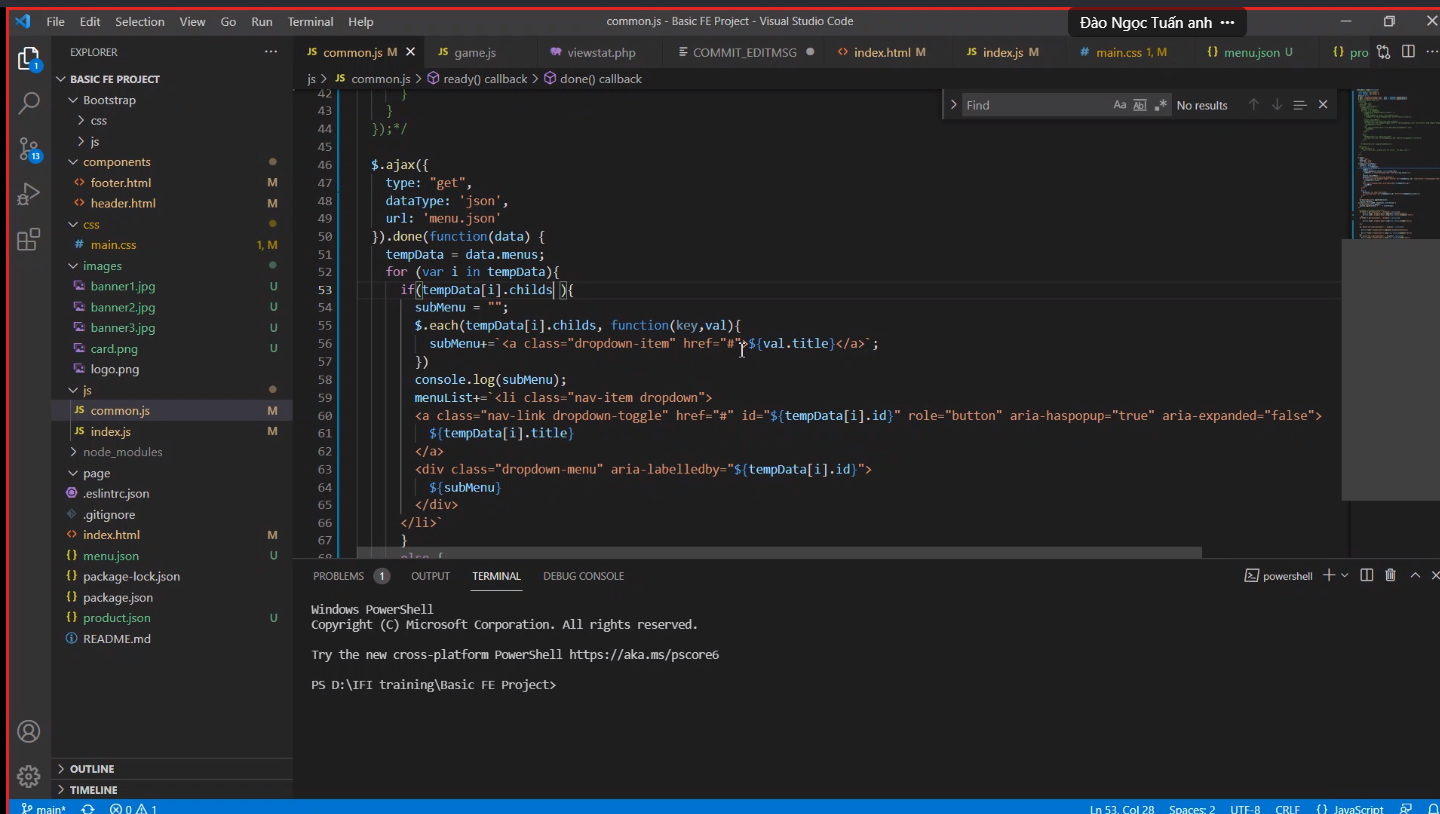 File Edit Selection View Go Run Terminal Help
common.js - Basic FE Project - Visual Studio Code
Đào Ngọc Tuấn anh •••
EXPLORER
BASIC FE PROJECT
Bootstrap
css
js
components
footer.html M
header.html M
css
main.css 1, M
images
banner1.jpg U
banner2.jpg U
banner3.jpg U
card.png U
logo.png
js
common.js M
index.js M
node_modules
page
.eslintrc.json
.gitignore
index.html M
menu.json U
package-lock.json
package.json
product.json U
README.md
OUTLINE
TIMELINE
1
13
JS common.js M JS game.js viewstat.php COMMIT_EDITMSG index.html M JS index.js M # main.css 1, M {} menu.json U {} pro
js > JS common.js > ready() callback > done() callback
Find Aa Ab No results
42 }
43 }
44 });*/
45
46 $.ajax({
47 type: "get",
48 dataType: 'json',
49 url: 'menu.json'
50 }).done(function(data) {
51 tempData = data.menus;
52 for (var i in tempData){
53 if(tempData[i].childs ){
54 subMenu = "";
55 $.each(tempData[i].childs, function(key,val){
56 subMenu+=`<a class="dropdown-item" href="#">${val.title}</a>`;
57 })
58 console.log(subMenu);
59 menuList+=`<li class="nav-item dropdown">
60 <a class="nav-link dropdown-toggle" href="#" id="${tempData[i].id}" role="button" aria-haspopup="true" aria-expanded="false">
61 ${tempData[i].title}
62 </a>
63 <div class="dropdown-menu" aria-labelledby="${tempData[i].id}">
64 ${subMenu}
65 </div>
66 </li>`
67 }
68 else {
PROBLEMS 1 OUTPUT TERMINAL DEBUG CONSOLE
powershell
Windows PowerShell
Copyright (C) Microsoft Corporation. All rights reserved.
Try the new cross-platform PowerShell https://aka.ms/pscore6
PS D:\IFI training\Basic FE Project>
main* 0 1 Ln 53, Col 28 Spaces: 2 UTF-8 CRLF {} JavaScript